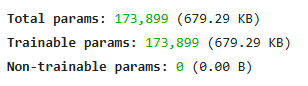 Total params: 173,899 (679.29 KB)
Trainable params: 173,899 (679.29 KB)
Non-trainable params: 0 (0.00 B)